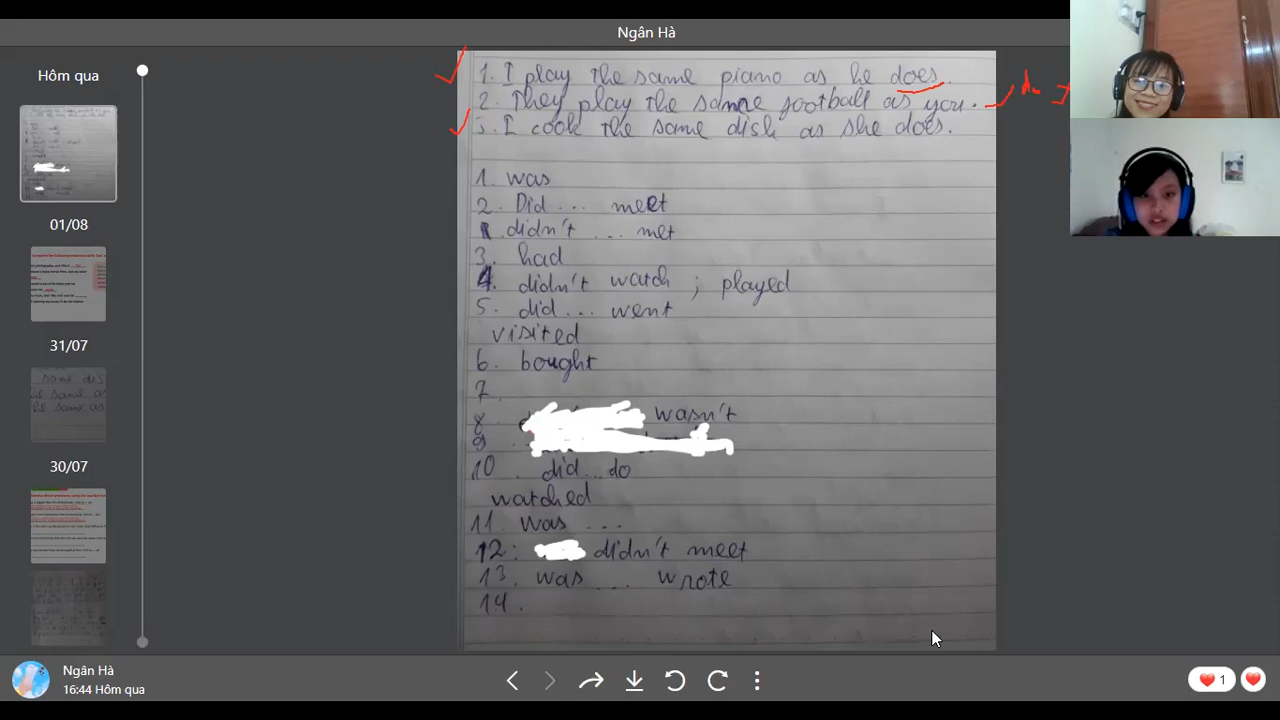 Ngân Hà
Hôm qua
01/08
31/07
30/07
1. I play the same piano as he does.
2. They play the same football as you.
3. I cook the same dish as she does.
1. was
2. Did ... meet
didn't ... met
3. had
4. didn't watch ; played
5. did ... went
visited
6. bought
7.
8. wasn't
9.
10. did ... do
watched
11. was ...
12. didn't meet
13. was ... wrote
14.
Ngân Hà
16:44 Hôm qua
1